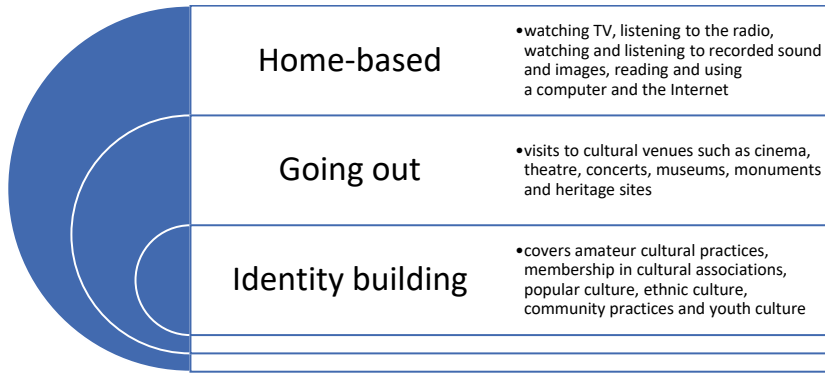 Home-based
•watching TV, listening to the radio,
watching and listening to recorded sound
and images, reading and using
a computer and the Internet
Going out
•visits to cultural venues such as cinema,
theatre, concerts, museums, monuments
and heritage sites
Identity building
•covers amateur cultural practices,
membership in cultural associations,
popular culture, ethnic culture,
community practices and youth culture